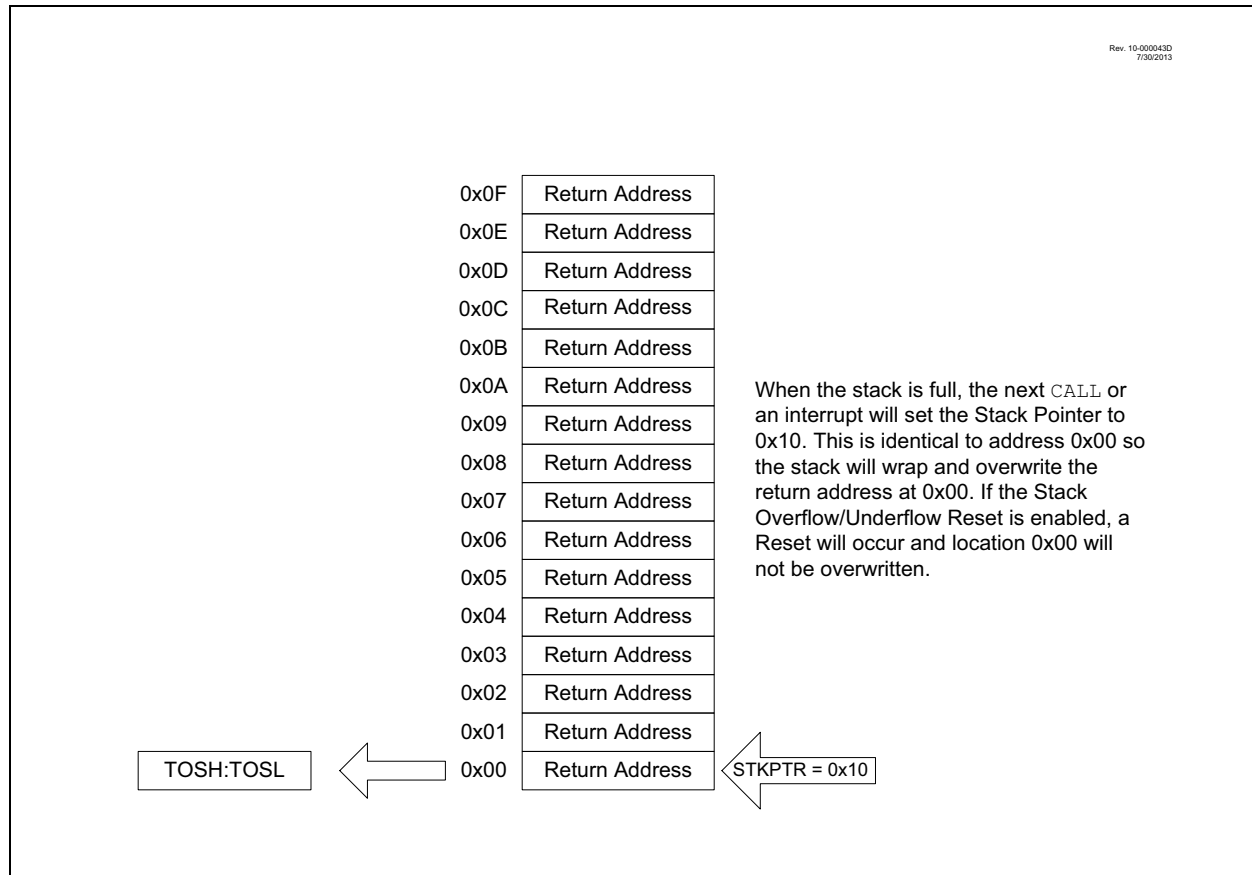 Rev. 10-000043D
7/30/2013
0x0F Return Address
0x0E Return Address
0x0D Return Address
0x0C Return Address
0x0B Return Address
0x0A Return Address
0x09 Return Address
0x08 Return Address
0x07 Return Address
0x06 Return Address
0x05 Return Address
0x04 Return Address
0x03 Return Address
0x02 Return Address
0x01 Return Address
TOSH:TOSL 0x00 Return Address STKPTR = 0x10
When the stack is full, the next CALL or
an interrupt will set the Stack Pointer to
0x10. This is identical to address 0x00 so
the stack will wrap and overwrite the
return address at 0x00. If the Stack
Overflow/Underflow Reset is enabled, a
Reset will occur and location 0x00 will
not be overwritten.